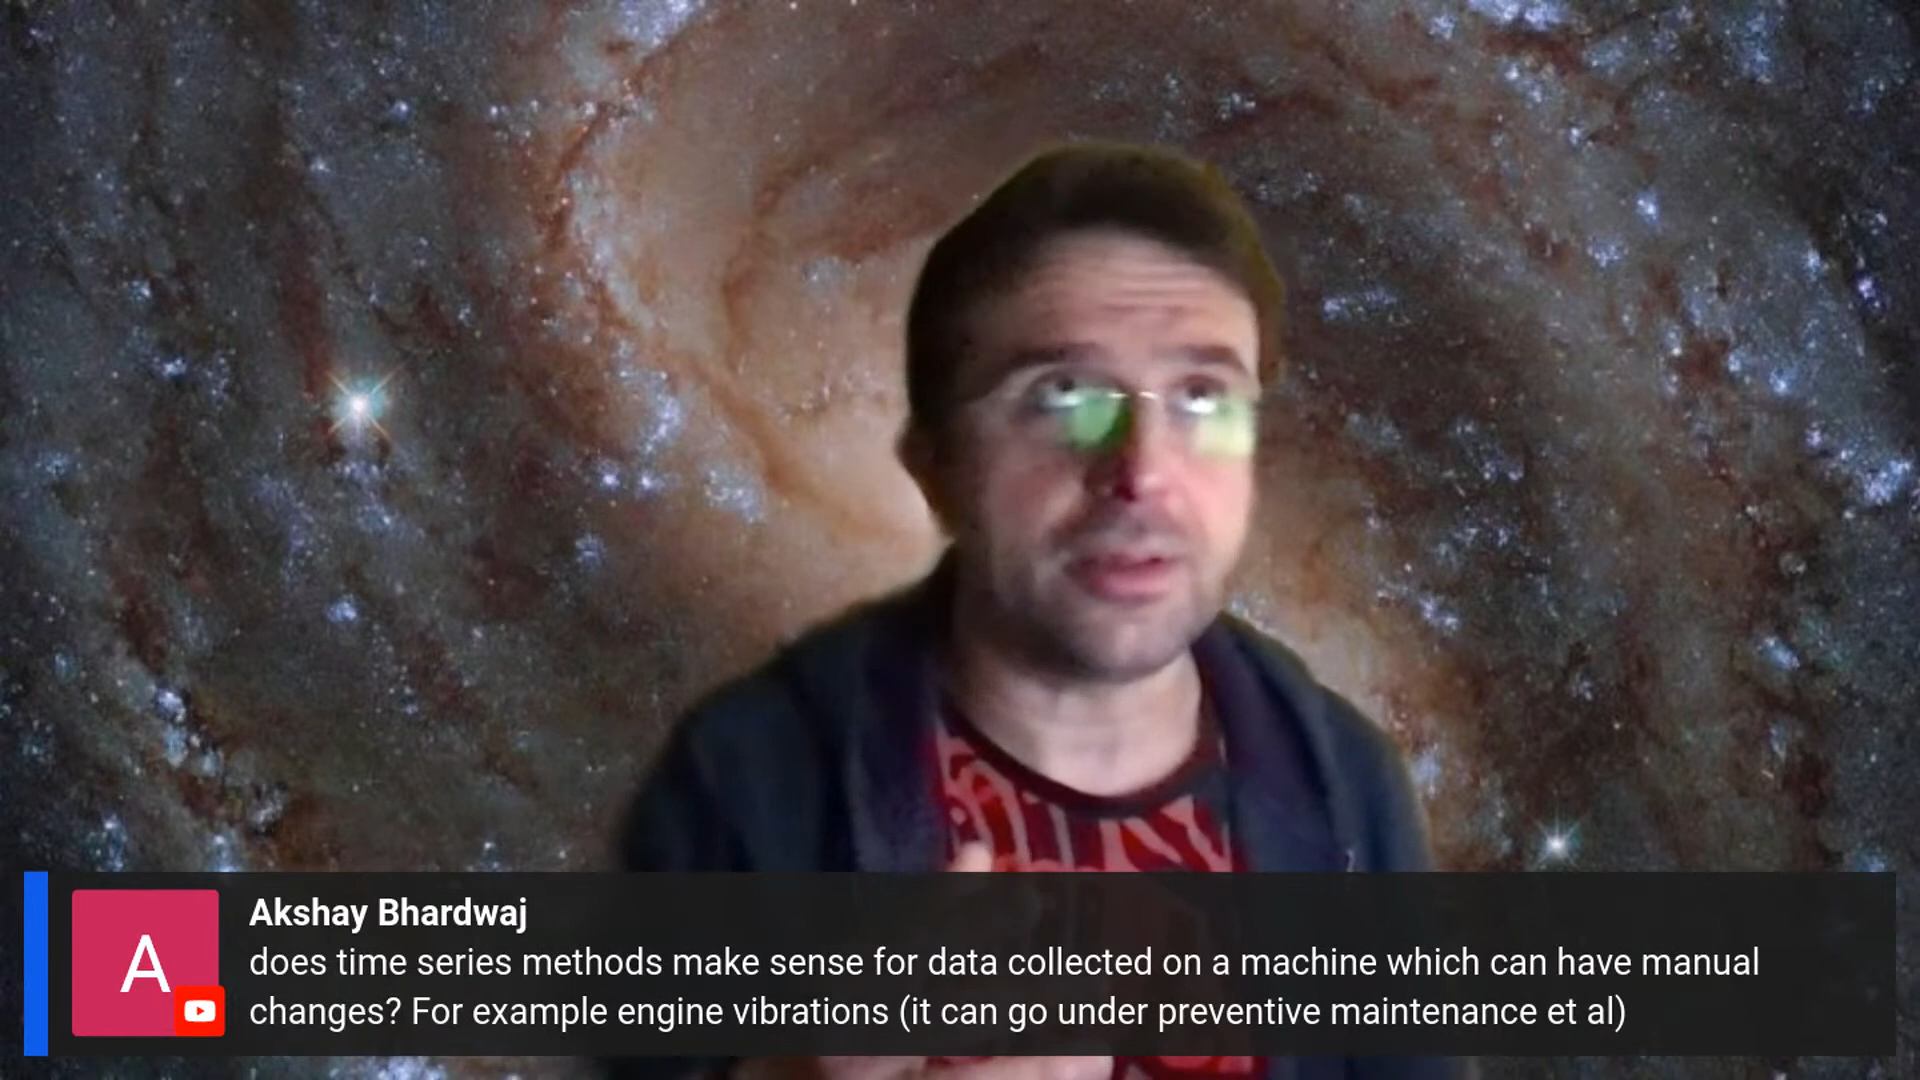 Akshay Bhardwaj
A
does time series methods make sense for data collected on a machine which can have manual
changes? For example engine vibrations (it can go under preventive maintenance et al)